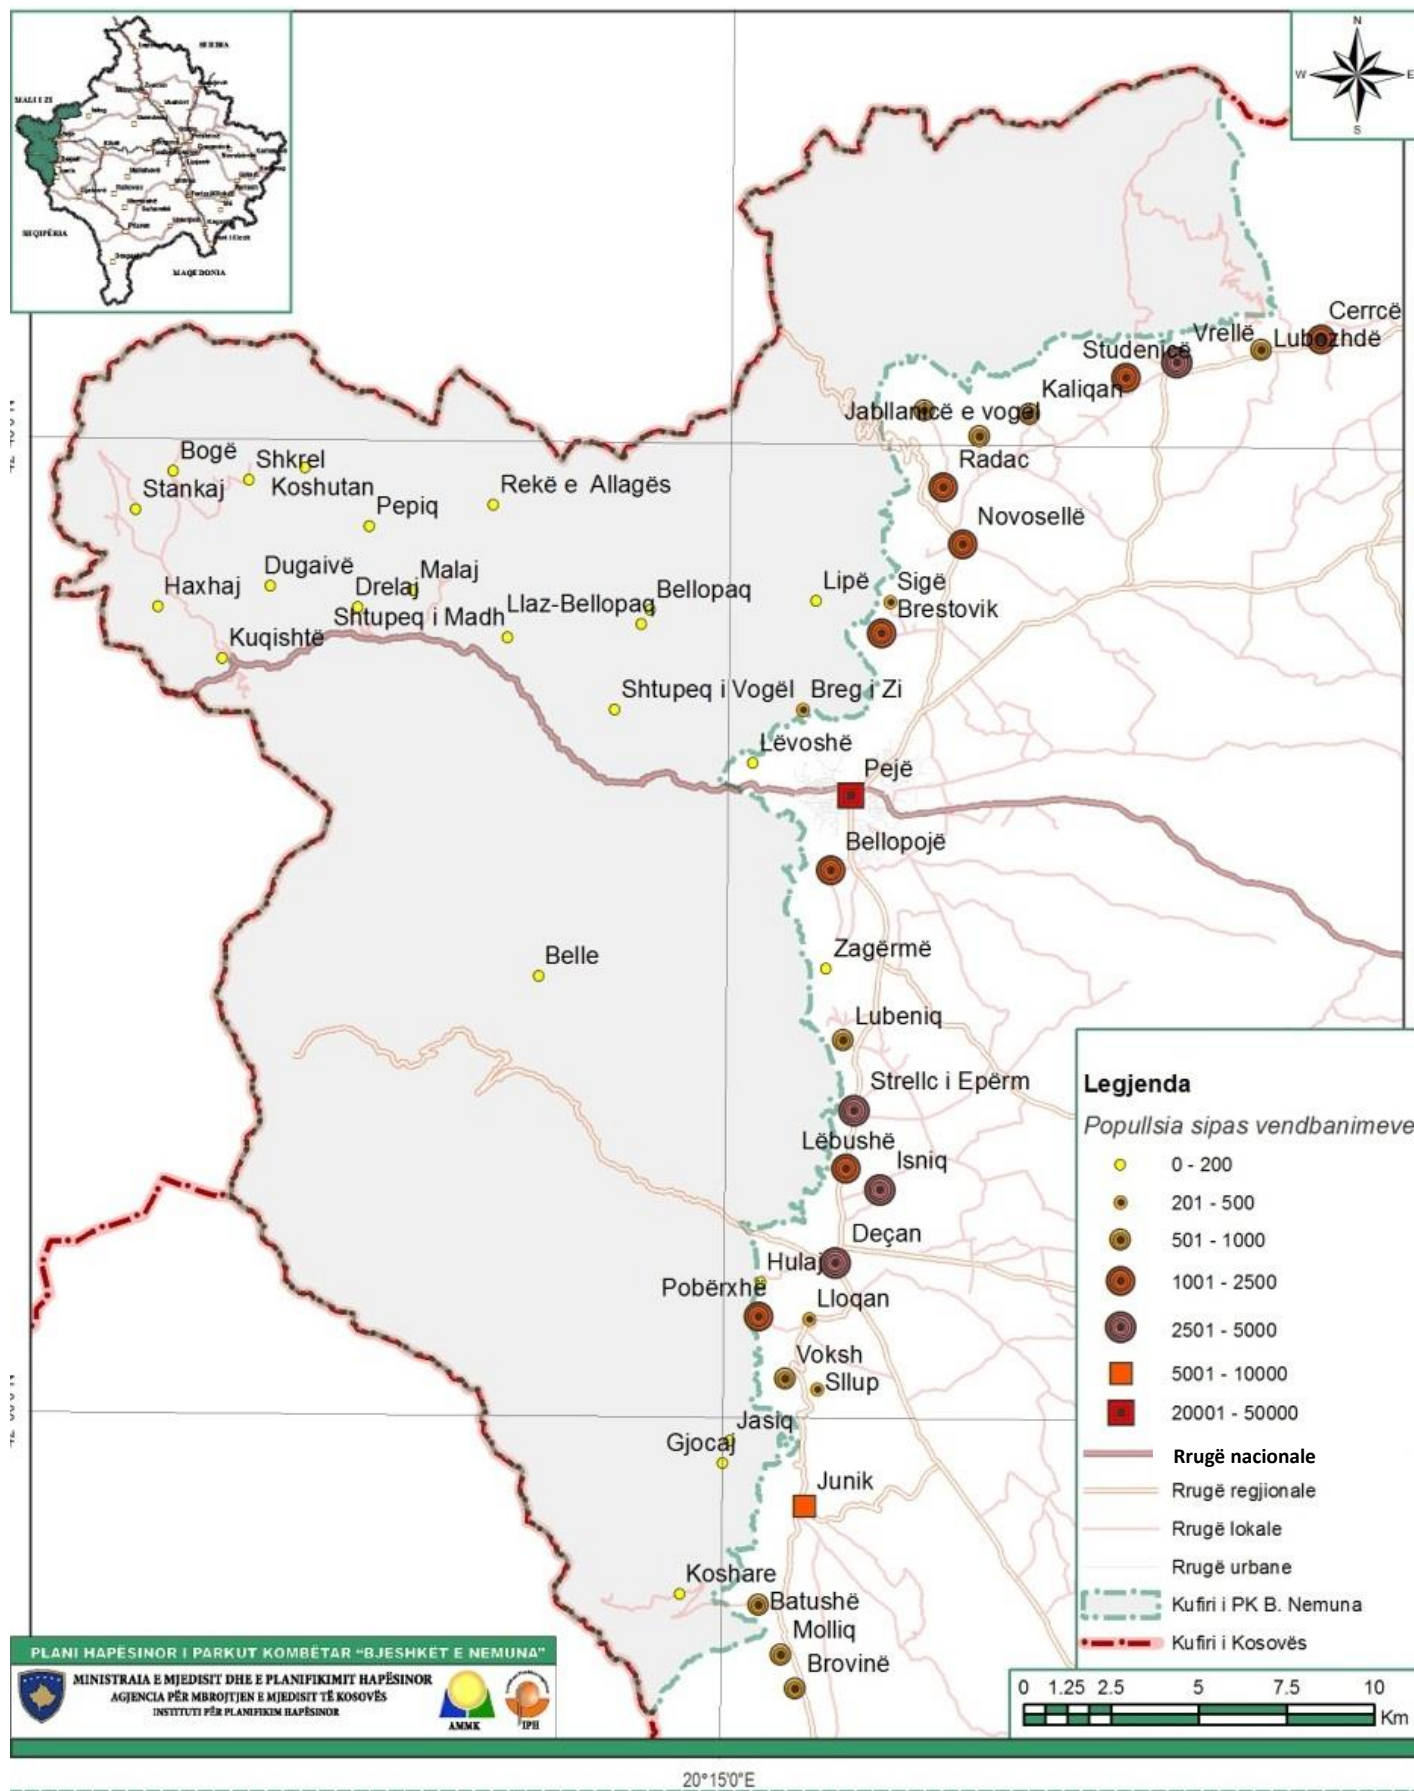 N
W
E
S
SERBIA
MALI I ZI
SHQIPËRIA
MAQEDONIA
Cerrcë
Vrellë
Lubozhdë
Studenicë
Kaliqan
Jabllanicë e vogël
Radac
Novosellë
Bogë
Shkrel
Koshutan
Stankaj
Pepiq
Rekë e Allagës
Dugaivë
Malaj
Haxhaj
Drelaj
Shtupeq i Madh
Llaz-Bellopaq
Bellopaq
Lipë
Sigë
Brestovik
Kuqishtë
Shtupeq i Vogël
Breg i Zi
Lëvoshë
Pejë
Bellopojë
Belle
Zagërmë
Lubeniq
Strellc i Epërm
Lëbushë
Isniq
Deçan
Hulaj
Pobërxhë
Lloqan
Voksh
Sllup
Jasiq
Gjocaj
Junik
Koshare
Batushë
Molliq
Brovinë
Legjenda
Popullsia sipas vendbanimeve
0 - 200
201 - 500
501 - 1000
1001 - 2500
2501 - 5000
5001 - 10000
20001 - 50000
Rrugë nacionale
Rrugë regjionale
Rrugë lokale
Rrugë urbane
Kufiri i PK B. Nemuna
Kufiri i Kosovës
0 1.25 2.5 5 7.5 10
Km
PLANI HAPËSINOR I PARKUT KOMBËTAR "BJESHKËT E NEMUNA"
MINISTRAIA E MJEDISIT DHE E PLANIFIKIMIT HAPËSINOR
AGJENCIA PËR MBROJTJEN E MJEDISIT TË KOSOVËS
INSTITUTI PËR PLANIFIKIM HAPËSINOR
AMMK
IPH
20°15'0"E